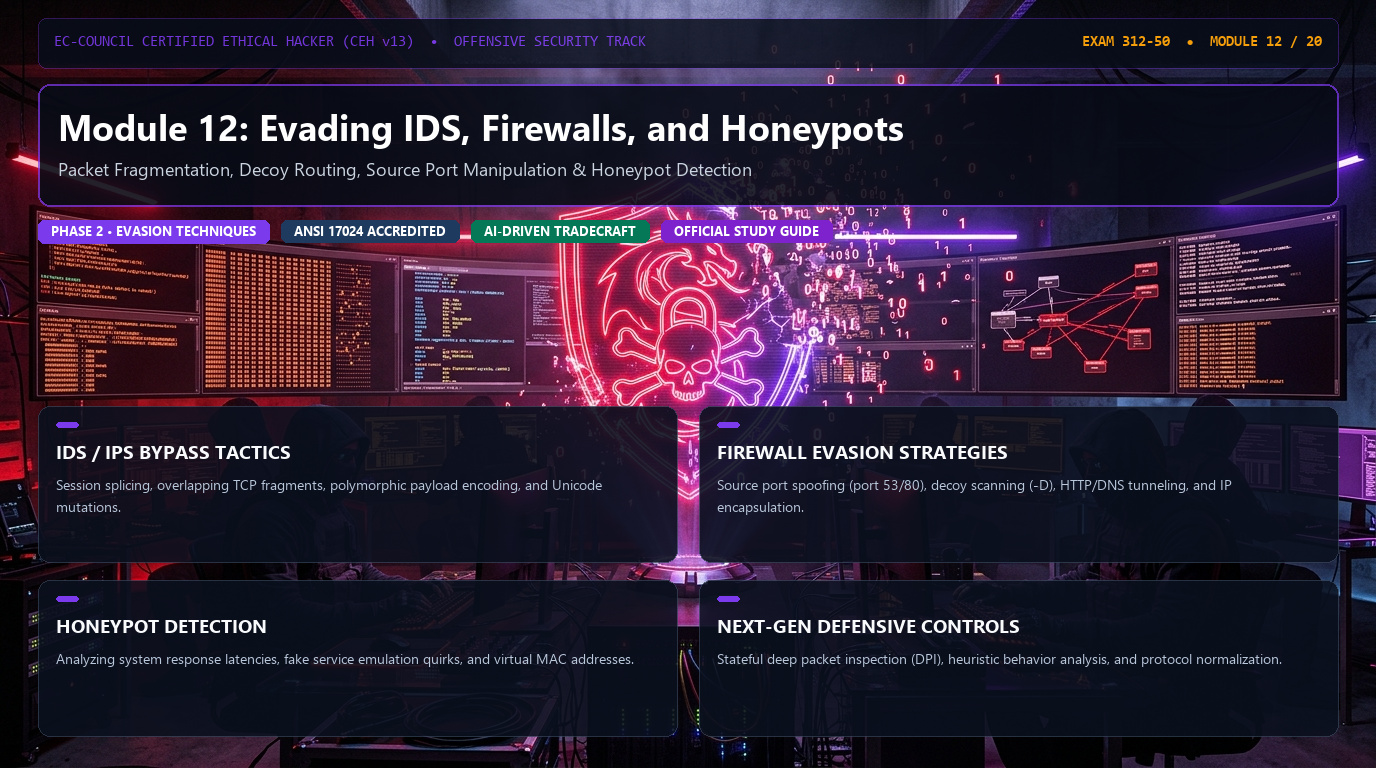 EC-COUNCIL CERTIFIED ETHICAL HACKER (CEH v13) • OFFENSIVE SECURITY TRACK
EXAM 312-50 • MODULE 12 / 20
Module 12: Evading IDS, Firewalls, and Honeypots
Packet Fragmentation, Decoy Routing, Source Port Manipulation & Honeypot Detection
PHASE 2 • EVASION TECHNIQUES
ANSI 17024 ACCREDITED
AI-DRIVEN TRADECRAFT
OFFICIAL STUDY GUIDE
IDS / IPS BYPASS TACTICS
Session splicing, overlapping TCP fragments, polymorphic payload encoding, and Unicode
mutations.
FIREWALL EVASION STRATEGIES
Source port spoofing (port 53/80), decoy scanning (-D), HTTP/DNS tunneling, and IP
encapsulation.
HONEYPOT DETECTION
Analyzing system response latencies, fake service emulation quirks, and virtual MAC addresses.
NEXT-GEN DEFENSIVE CONTROLS
Stateful deep packet inspection (DPI), heuristic behavior analysis, and protocol normalization.